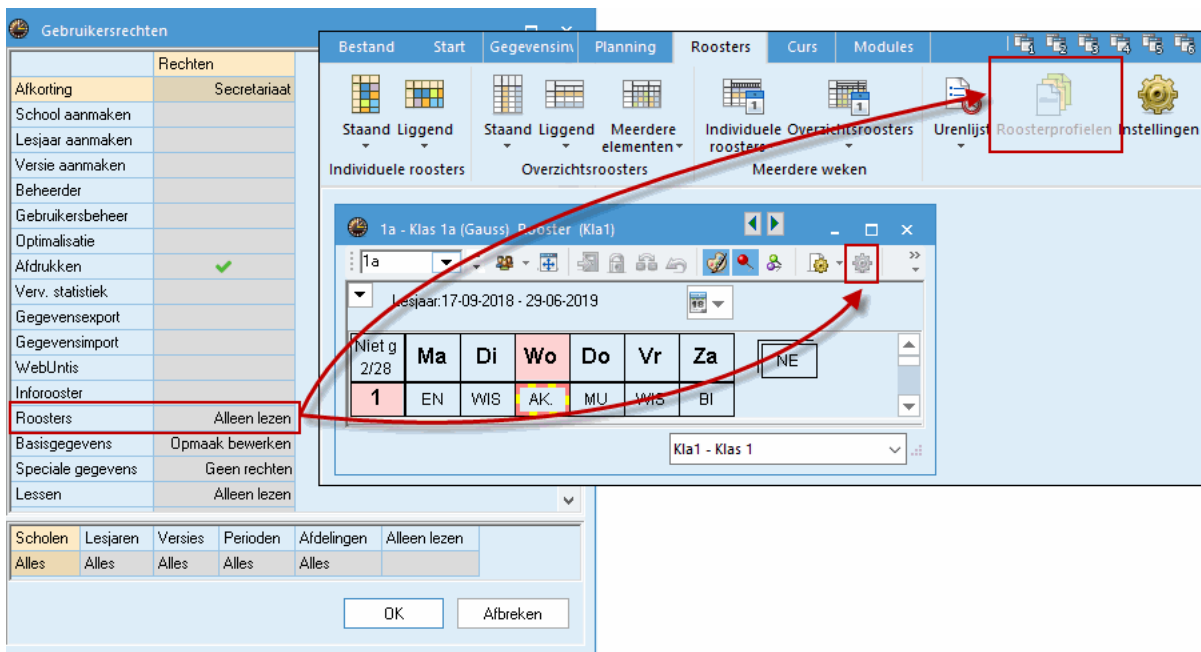 Gebruikersrechten
Rechten
Afkorting Secretariaat
School aanmaken
Lesjaar aanmaken
Versie aanmaken
Beheerder
Gebruikersbeheer
Optimalisatie
Afdrukken
Verv. statistiek
Gegevensexport
Gegevensimport
WebUntis
Inforooster
Roosters Alleen lezen
Basisgegevens Opmaak bewerken
Speciale gegevens Geen rechten
Lessen Alleen lezen
Scholen Lesjaren Versies Perioden Afdelingen Alleen lezen
Alles Alles Alles Alles Alles
OK Afbreken
Bestand Start Gegevensinv Planning Roosters Curs Modules
Staand Liggend Staand Liggend Meerdere elementen Individuele roosters Overzichtsroosters Urenlijst Roosterprofielen Instellingen
Individuele roosters Overzichtsroosters Meerdere weken
1a - Klas 1a (Gauss) Rooster (Kla1)
1a
Lesjaar:17-09-2018 - 29-06-2019
Niet g
2/28 Ma Di Wo Do Vr Za NE
1 EN WIS AK. MU WIS BI
Kla1 - Klas 1